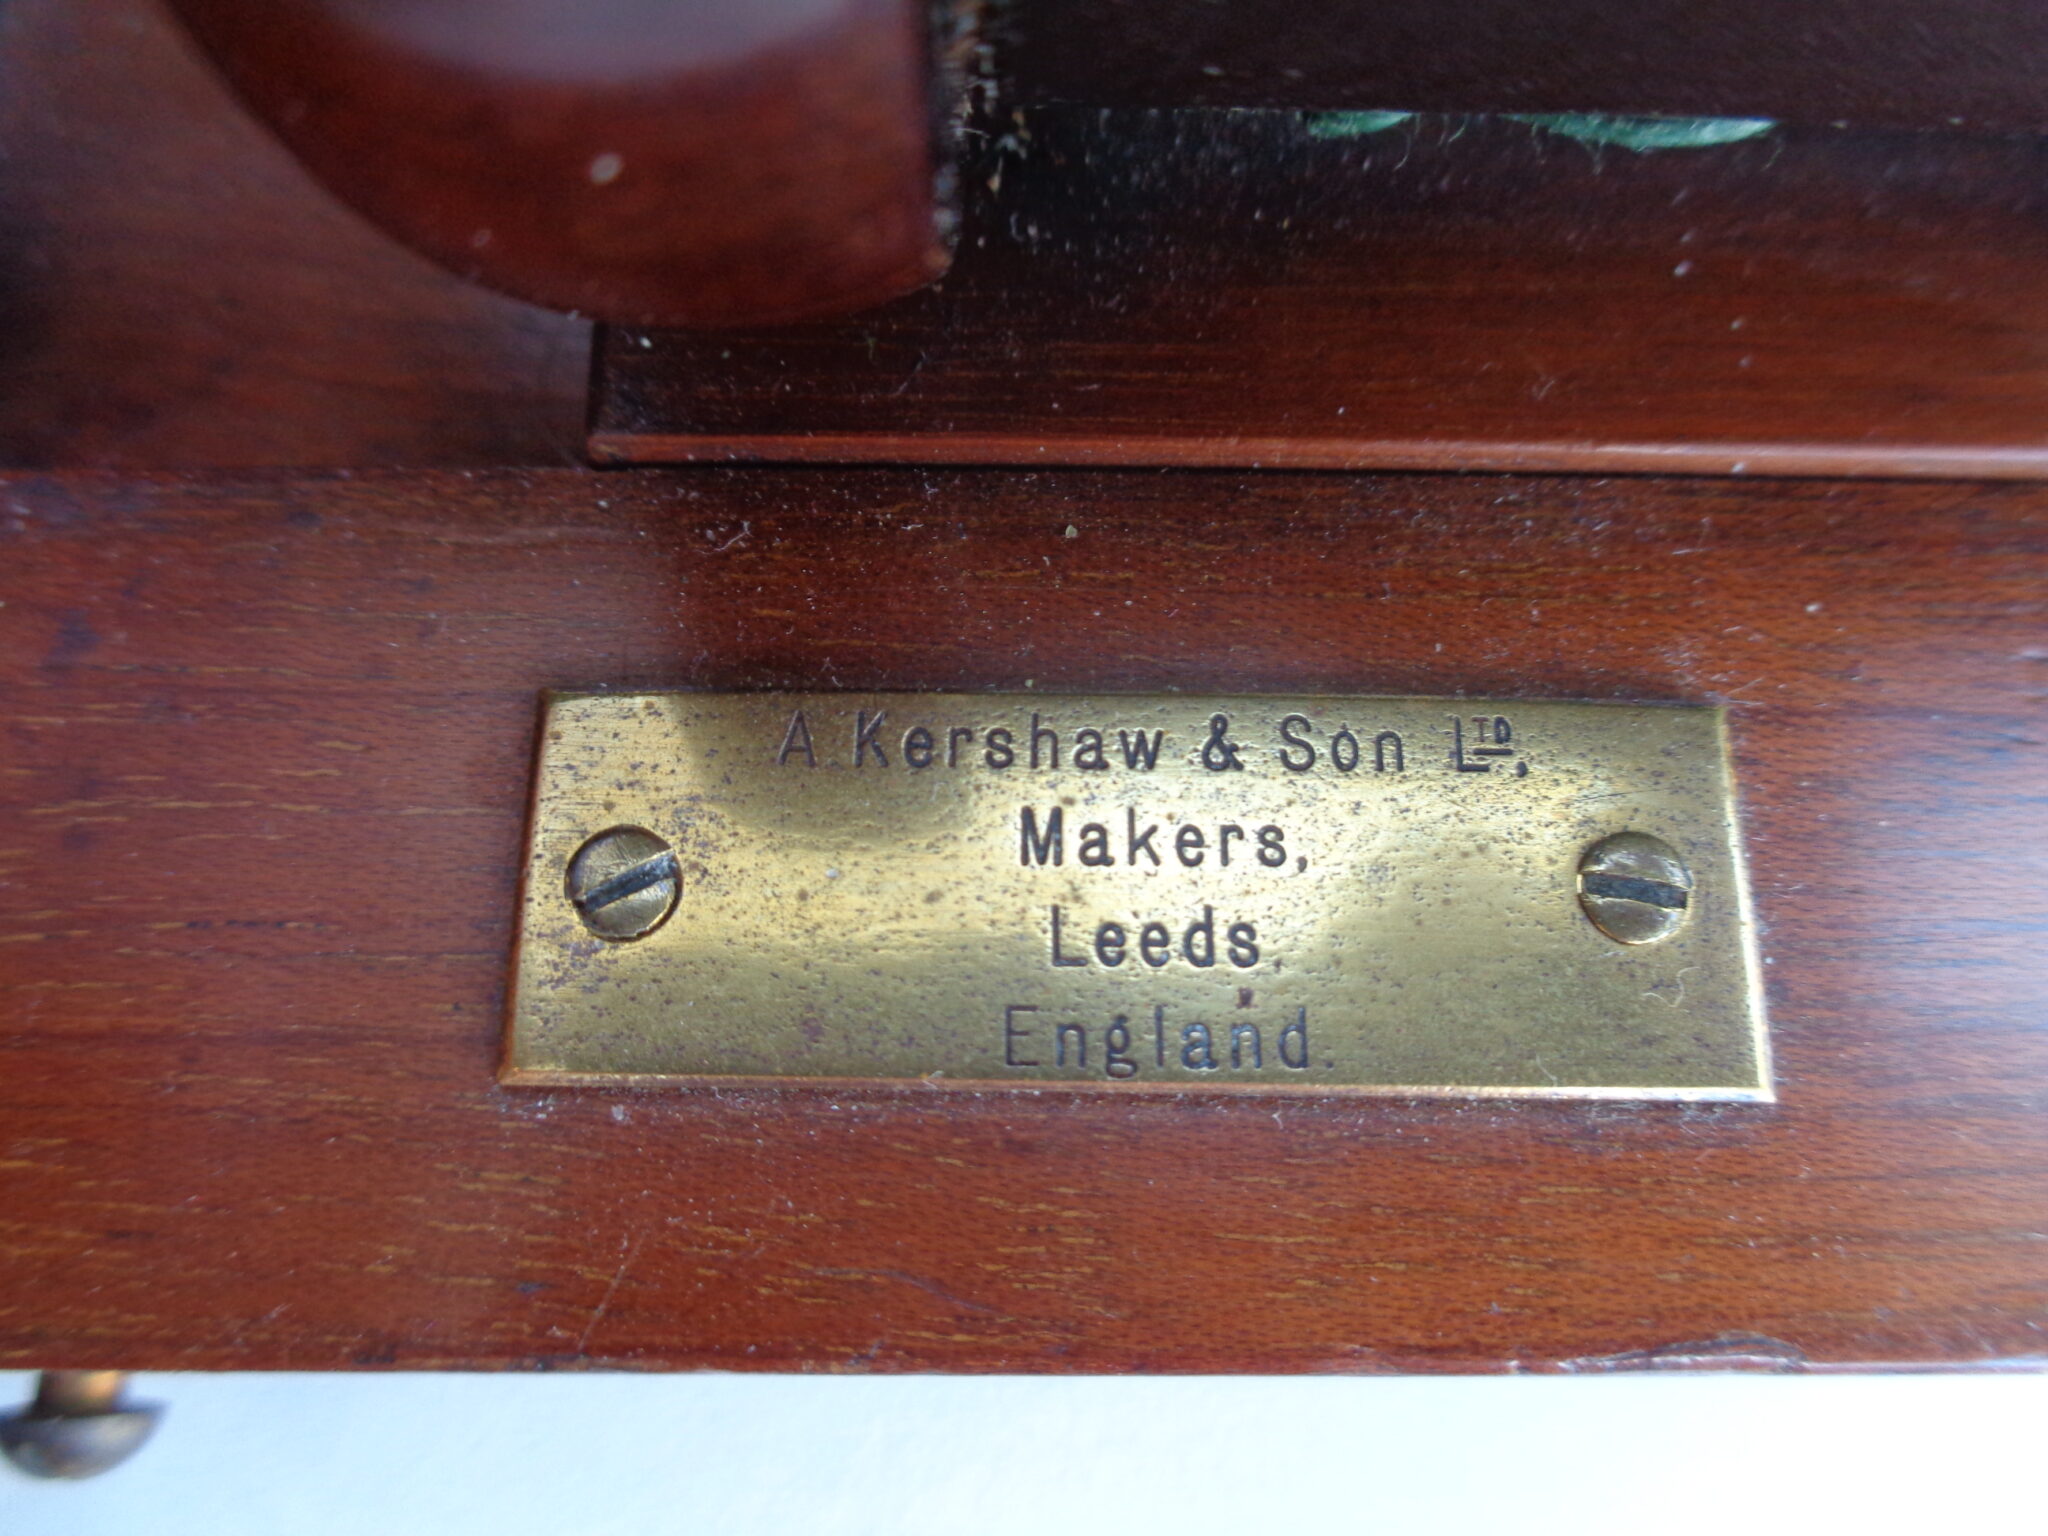 A. Kershaw & Son LTD,
Makers,
Leeds,
England.